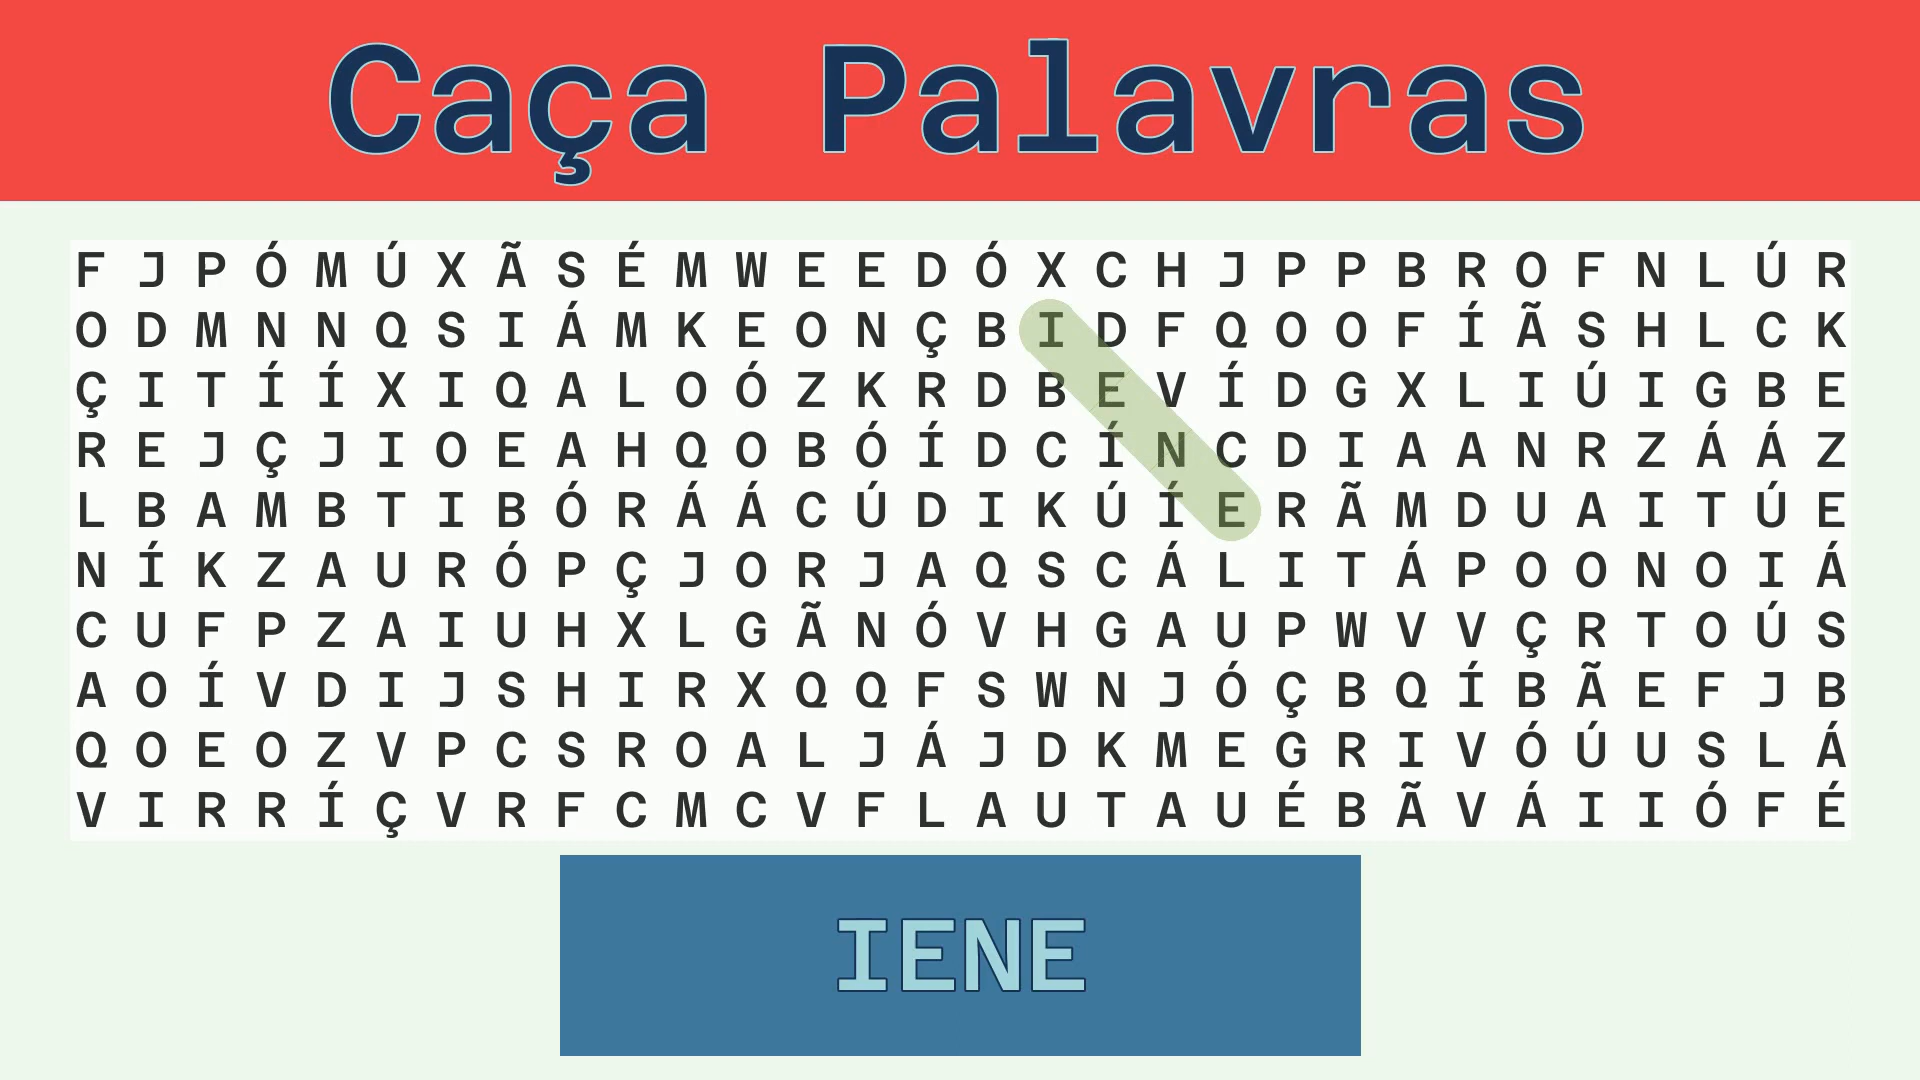 Caça Palavras
F J P Ó M Ú X Ã S É M W E E D Ó X C H J P P B R O F N L Ú R
O D M N N Q S I Á M K E O N Ç B I D F Q O O F Í Ã S H L C K
Ç I T Í Í X I Q A L O Ó Z K R D B E V Í D G X L I Ú I G B E
R E J Ç J I O E A H Q O B Ó Í D C Í N C D I A A N R Z Á Á Z
L B A M B T I B Ó R Á Á C Ú D I K Ú Í E R Ã M D U A I T Ú E
N Í K Z A U R Ó P Ç J O R J A Q S C Á L I T Á P O O N O I Á
C U F P Z A I U H X L G Ã N Ó V H G A U P W V V Ç R T O Ú S
A O Í V D I J S H I R X Q Q F S W N J Ó Ç B Q Í B Ã E F J B
Q O E O Z V P C S R O A L J Á J D K M E G R I V Ó Ú U S L Á
V I R R Í Ç V R F C M C V F L A U T A U É B Ã V Á I I Ó F É
IENE